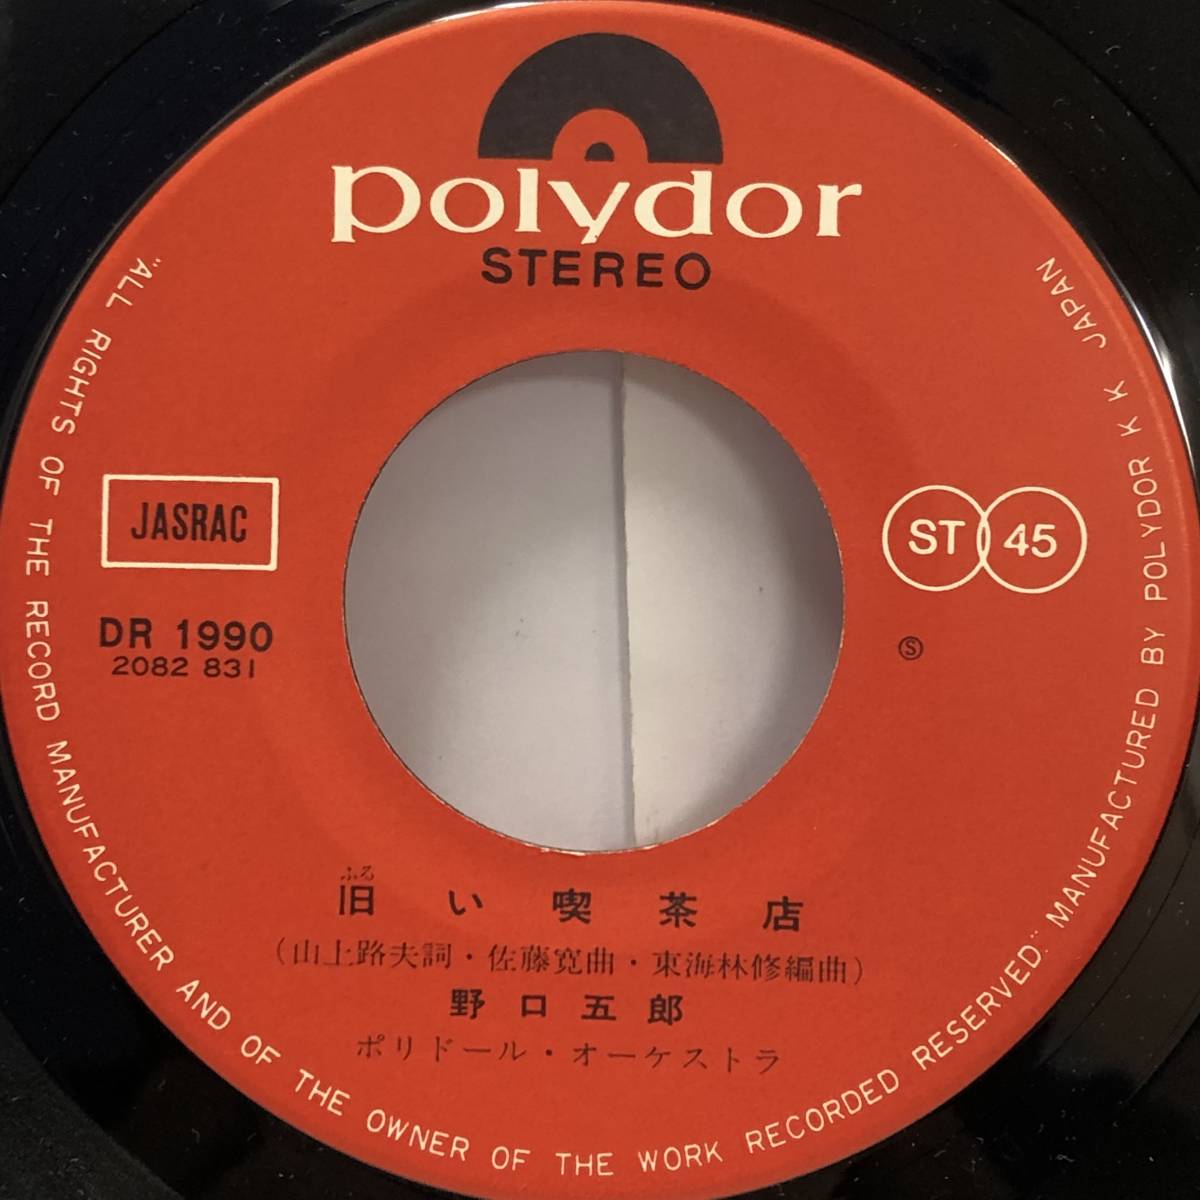 polydor
STEREO
JASRAC
ST 45
DR 1990
2082 831
Ⓢ
ふる
旧い喫茶店
(山上路夫詞・佐藤寛曲・東海林修編曲)
野口五郎
ポリドール・オーケストラ
"ALL RIGHTS OF THE RECORD MANUFACTURER AND OF THE OWNER OF THE WORK RECORDED RESERVED." MANUFACTURED BY POLYDOR K K JAPAN